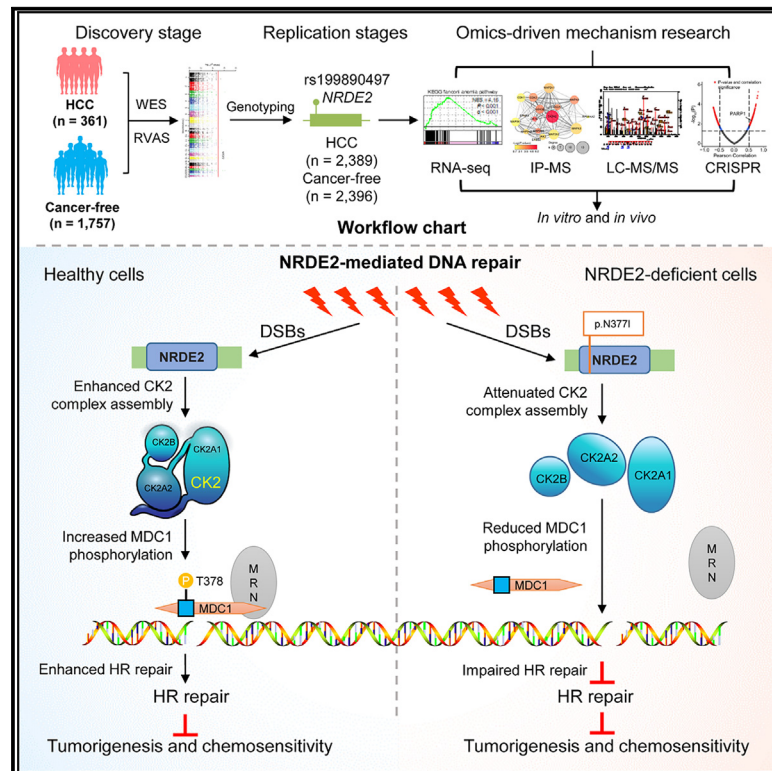 Discovery stage
Replication stages
Omics-driven mechanism research
HCC
(n = 361)
Cancer-free
(n = 1,757)
WES
RVAS
Genotyping
rs199890497
NRDE2
HCC
(n = 2,389)
Cancer-free
(n = 2,396)
KEGG fanconi anemia pathway
PARP1
RNA-seq
IP-MS
LC-MS/MS
CRISPR
In vitro and in vivo
Workflow chart
NRDE2-mediated DNA repair
Healthy cells
DSBs
NRDE2
Enhanced CK2
complex assembly
CK2B
CK2A1
CK2A2
CK2
Increased MDC1
phosphorylation
P
T378
MDC1
M
R
N
Enhanced HR repair
HR repair
Tumorigenesis and chemosensitivity
NRDE2-deficient cells
DSBs
p.N377I
NRDE2
Attenuated CK2
complex assembly
CK2B
CK2A2
CK2A1
Reduced MDC1
phosphorylation
MDC1
M
R
N
Impaired HR repair
HR repair
Tumorigenesis and chemosensitivity